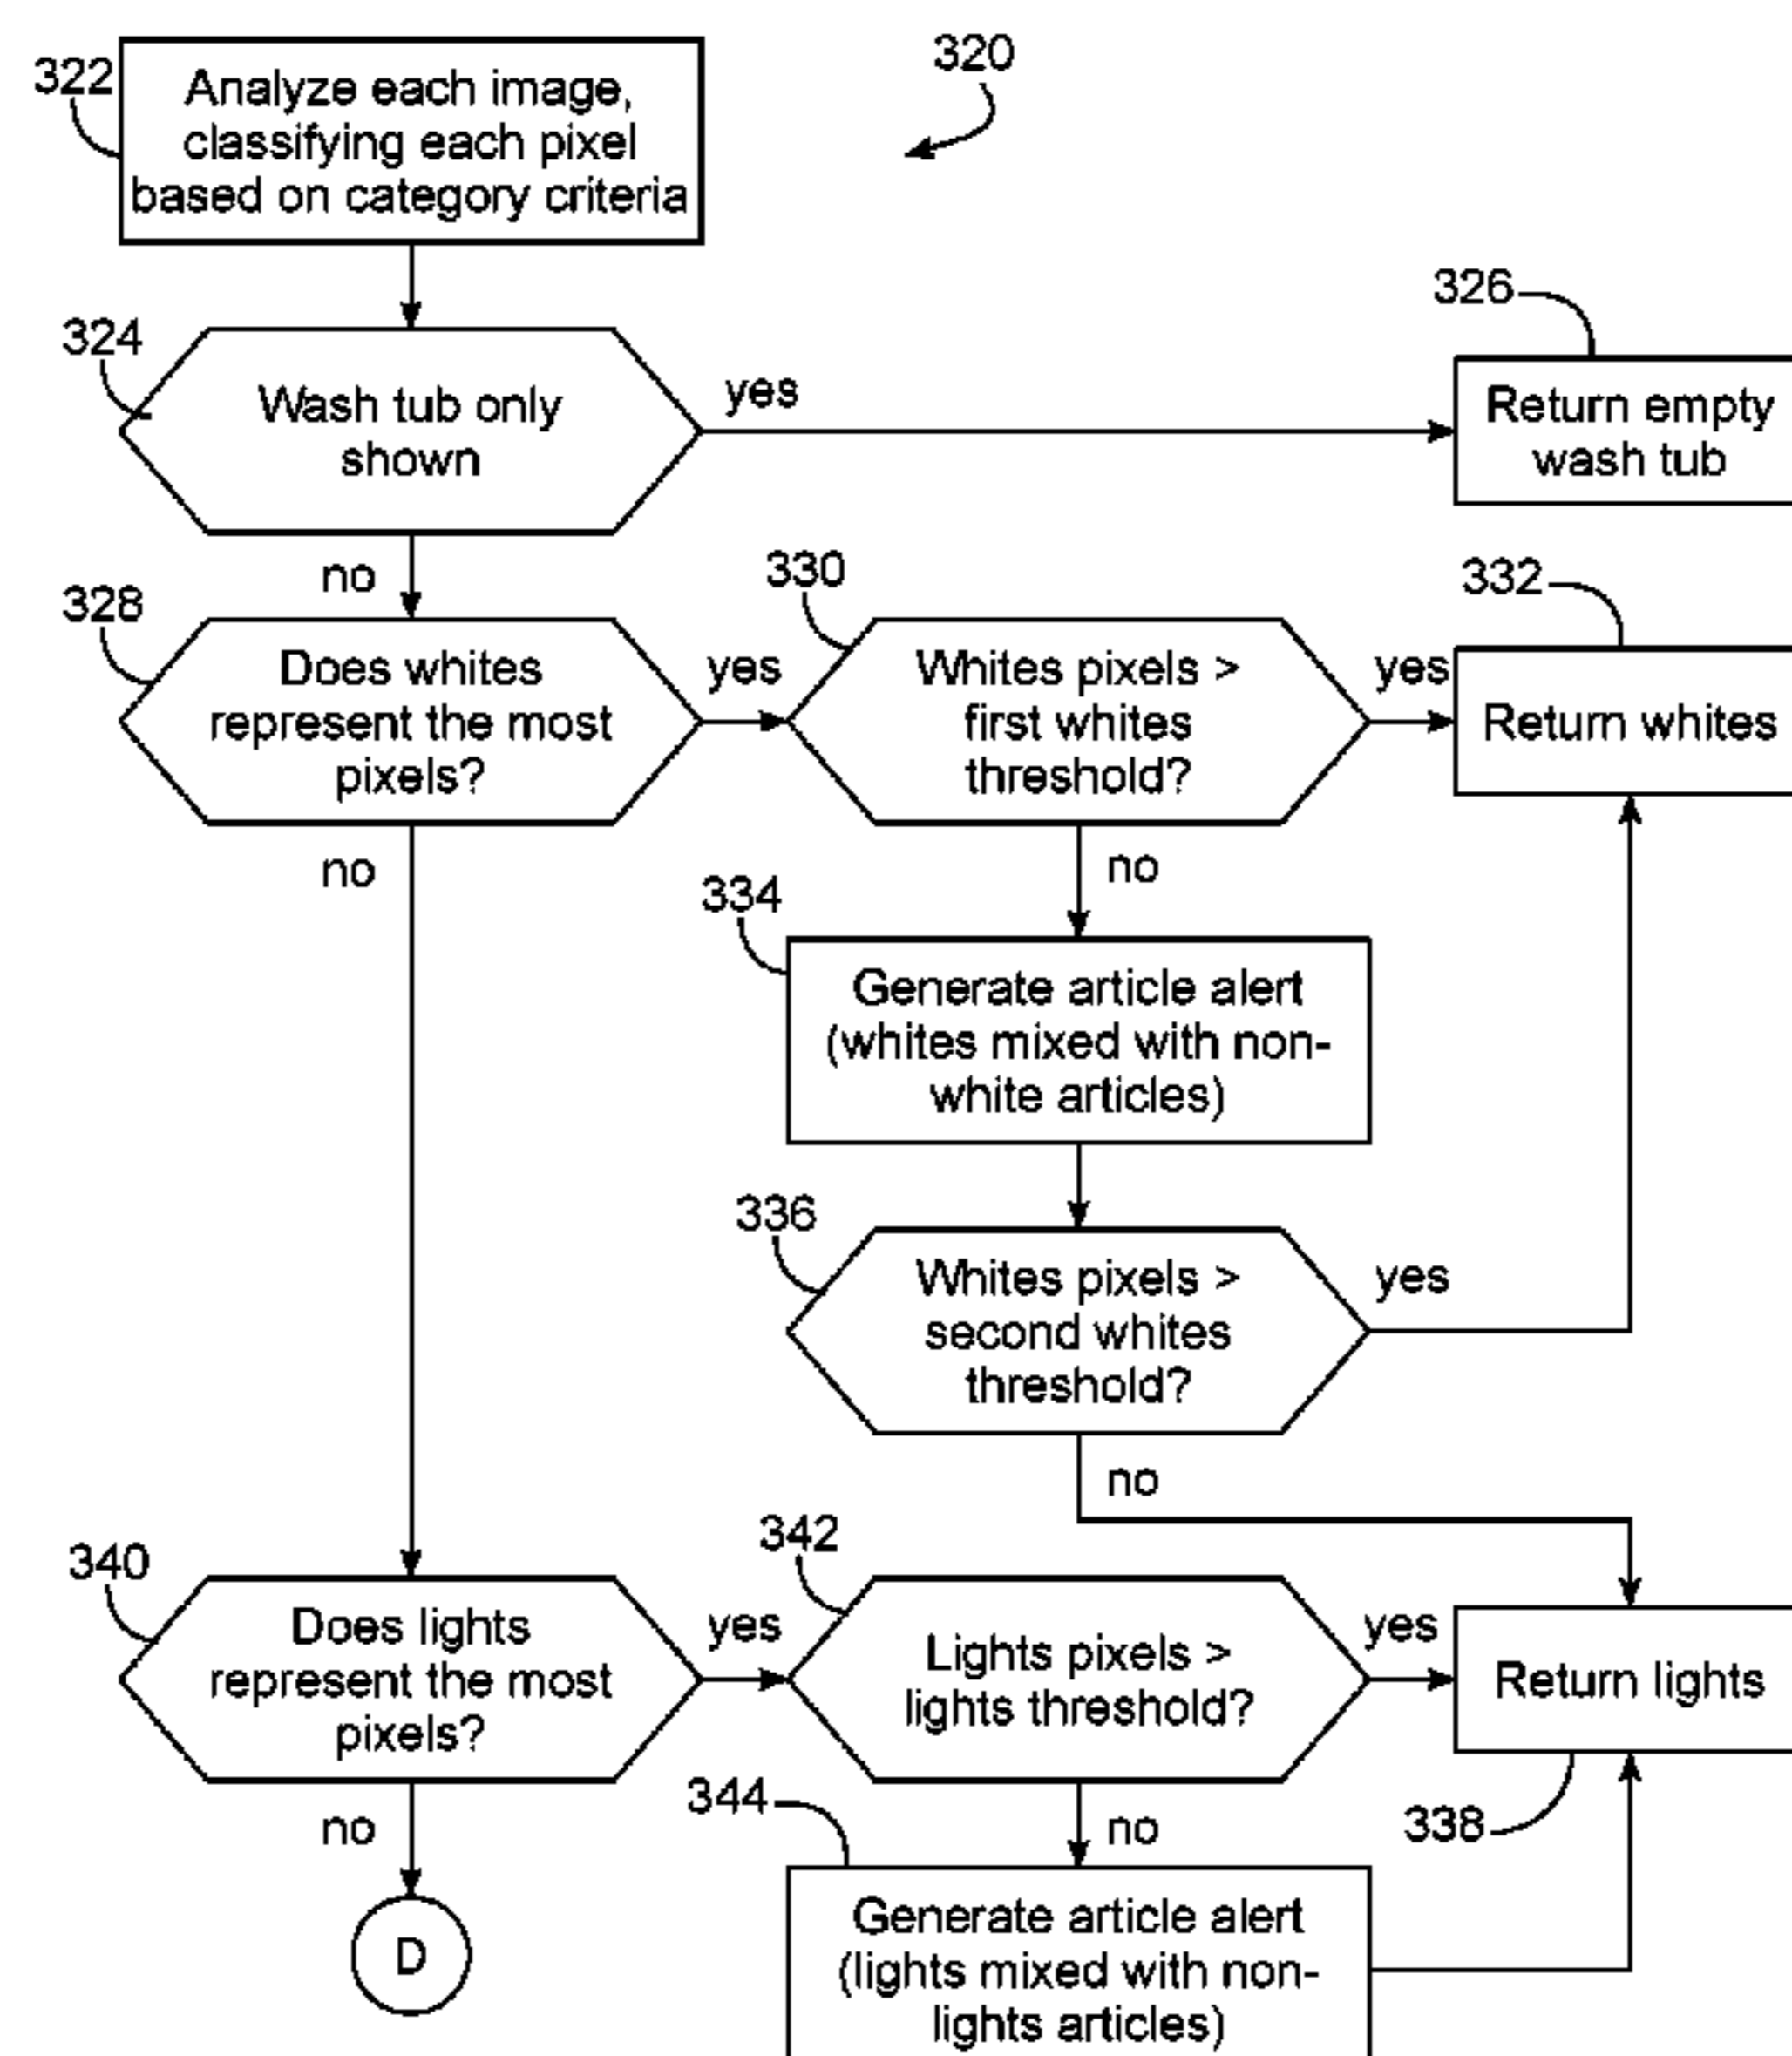 322
Analyze each image,
classifying each pixel
based on category criteria
320
324
Wash tub only
shown
yes
326
Return empty
wash tub
no
328
Does whites
represent the most
pixels?
yes
330
Whites pixels >
first whites
threshold?
yes
332
Return whites
no
no
334
Generate article alert
(whites mixed with non-
white articles)
336
Whites pixels >
second whites
threshold?
yes
no
340
Does lights
represent the most
pixels?
yes
342
Lights pixels >
lights threshold?
yes
Return lights
338
no
D
no
344
Generate article alert
(lights mixed with non-
lights articles)